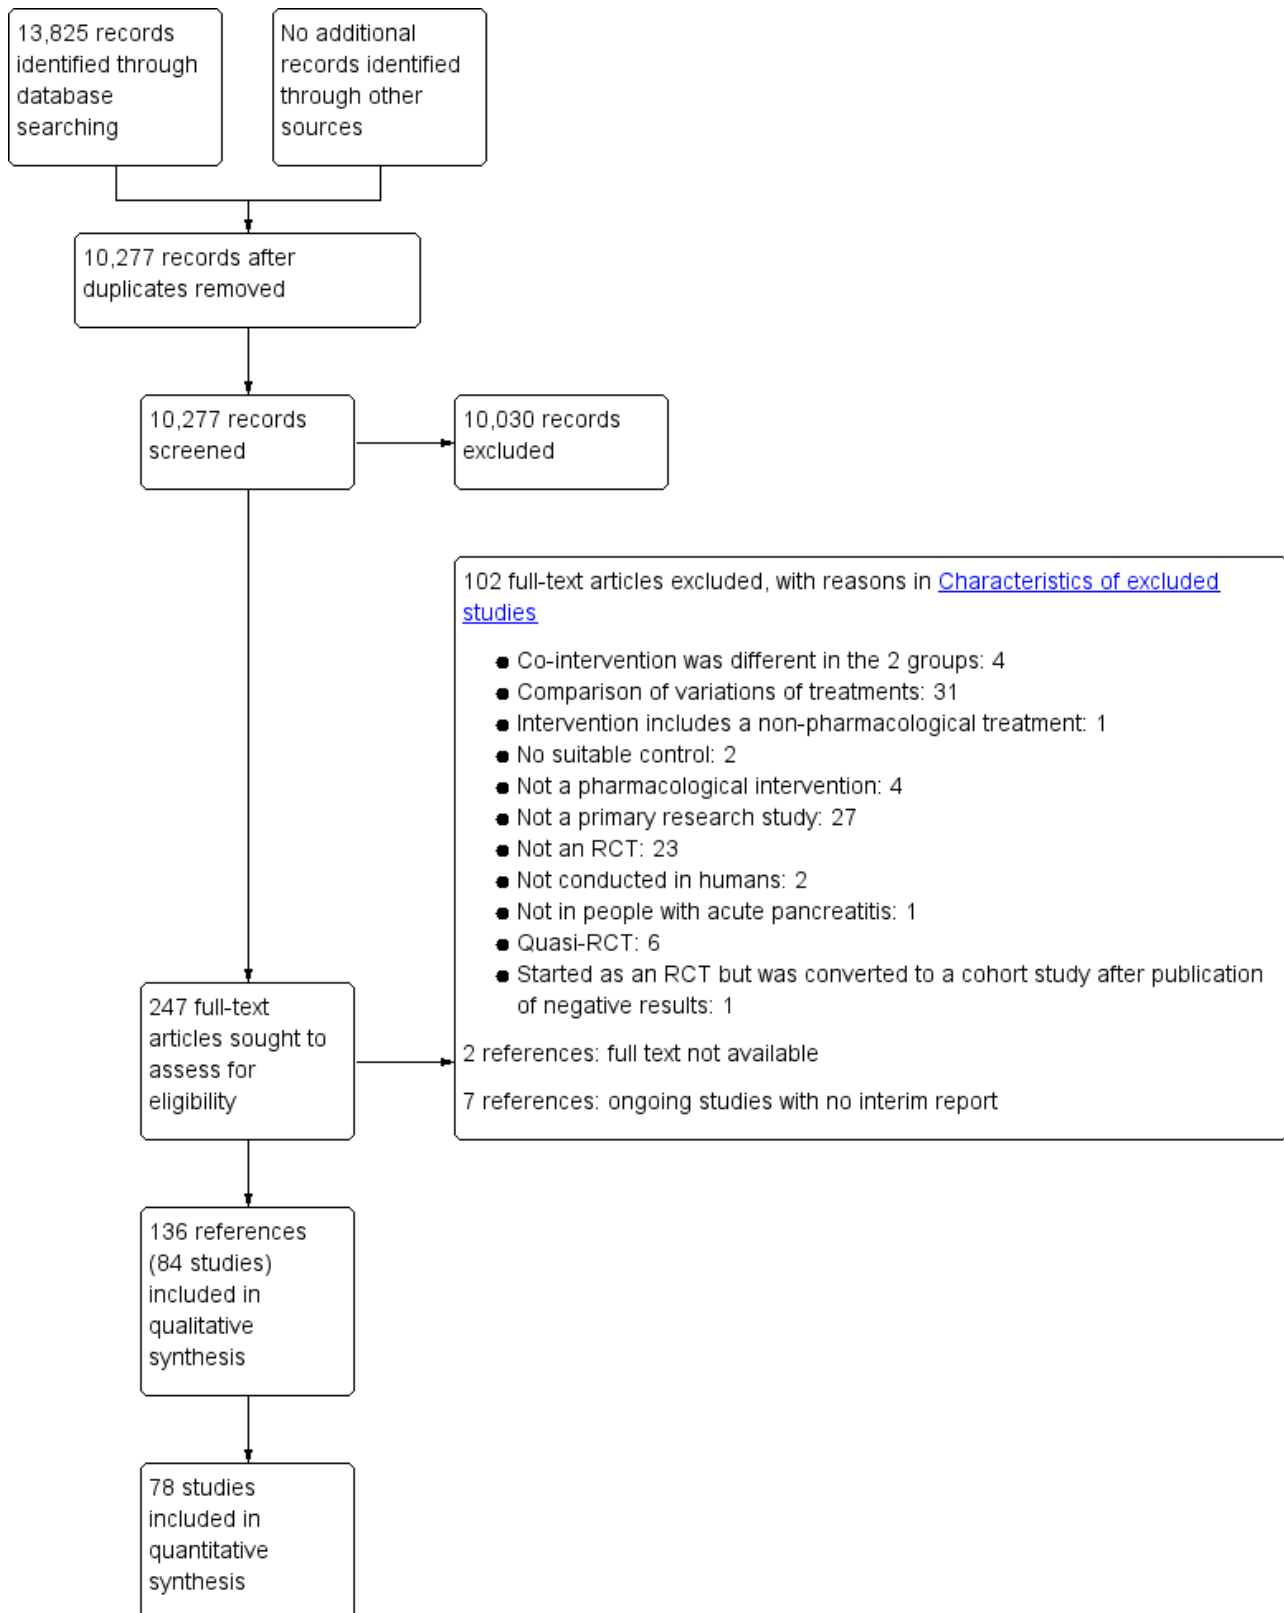 13,825 records
identified through
database
searching
No additional
records identified
through other
sources
10,277 records after
duplicates removed
10,277 records
screened
10,030 records
excluded
102 full-text articles excluded, with reasons in Characteristics of excluded
studies
● Co-intervention was different in the 2 groups: 4
● Comparison of variations of treatments: 31
● Intervention includes a non-pharmacological treatment: 1
● No suitable control: 2
● Not a pharmacological intervention: 4
● Not a primary research study: 27
● Not an RCT: 23
● Not conducted in humans: 2
● Not in people with acute pancreatitis: 1
● Quasi-RCT: 6
● Started as an RCT but was converted to a cohort study after publication
of negative results: 1
2 references: full text not available
7 references: ongoing studies with no interim report
247 full-text
articles sought to
assess for
eligibility
136 references
(84 studies)
included in
qualitative
synthesis
78 studies
included in
quantitative
synthesis